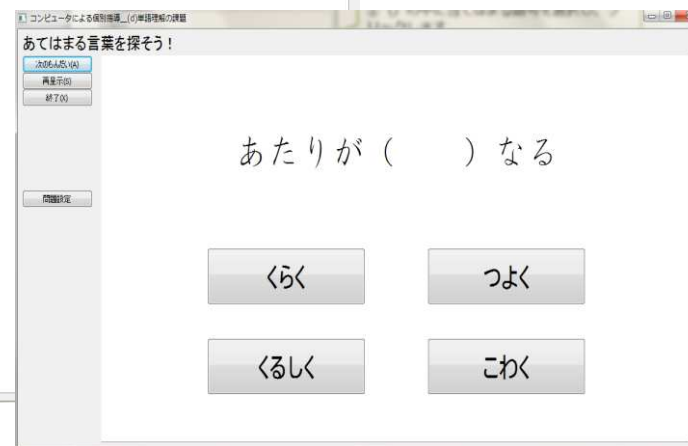 コンピュータによる個別指導__(d)単語理解の課題
あてはまる言葉を探そう！
次のもんだい(A)
再呈示(S)
終了(X)
問題設定
あたりが（　　）なる
くらく
つよく
くるしく
こわく